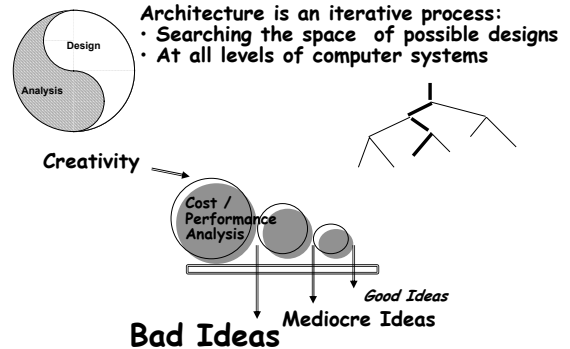 Architecture is an iterative process:
• Searching the space of possible designs
• At all levels of computer systems
Design
Analysis
Creativity
Cost /
Performance
Analysis
Good Ideas
Mediocre Ideas
Bad Ideas